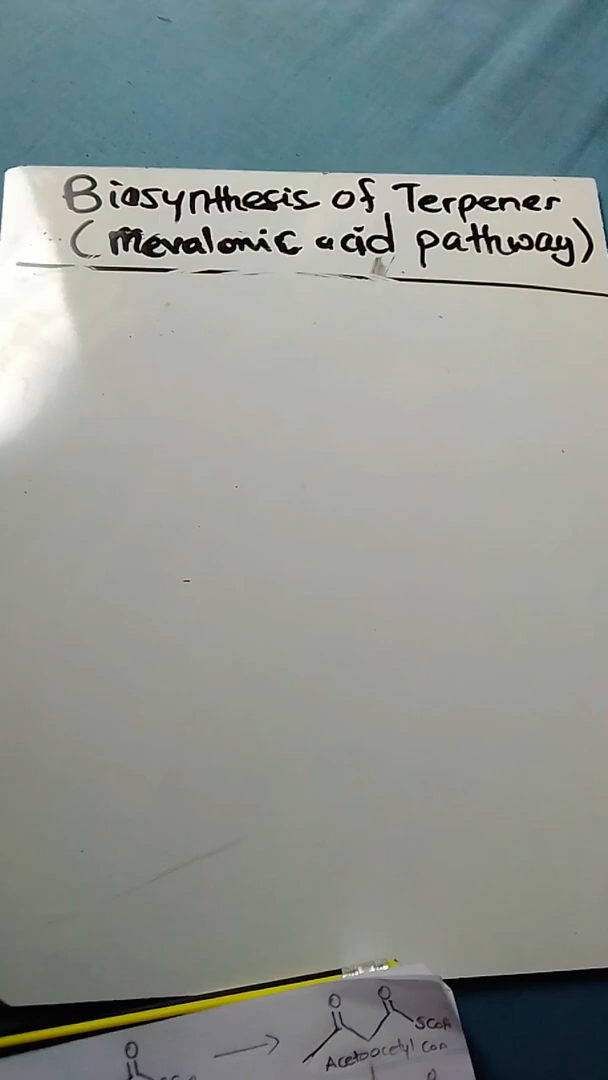 Biosynthesis of Terpenes
(mevalonic acid pathway)
O O
SCoA
Acetoacetyl CoA
O